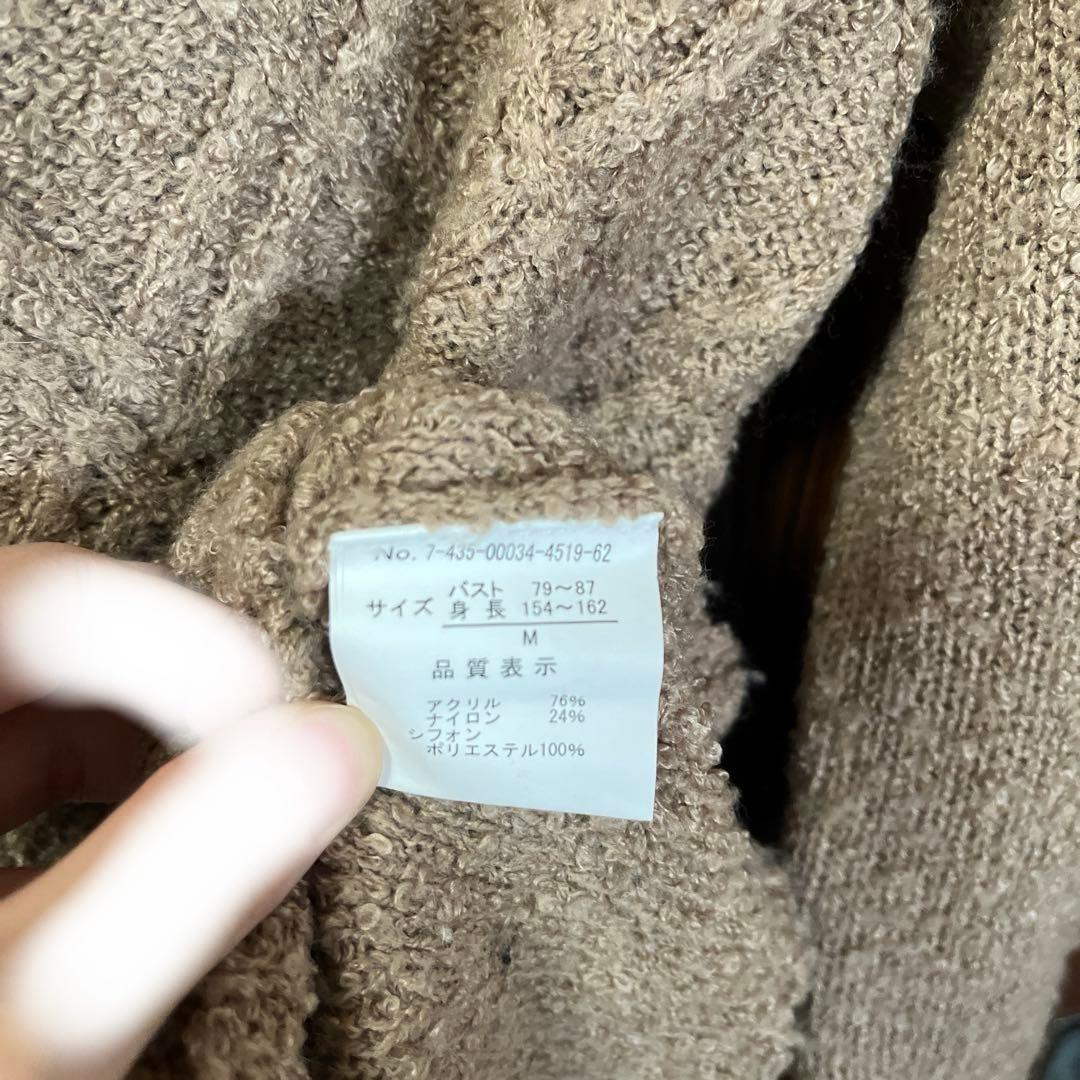 No. 7-435-00034-4519-62
バスト 79～87
サイズ 身長 154～162
M
品質表示
アクリル 76%
ナイロン 24%
シフォン
ポリエステル100%